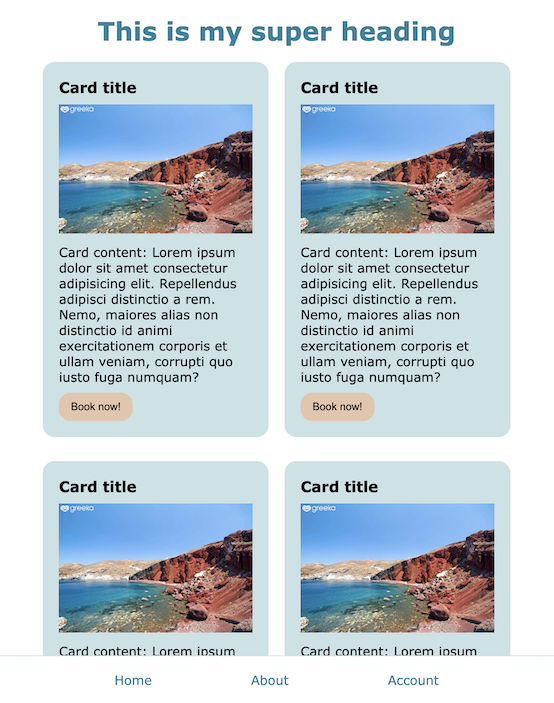 This is my super heading
Card title
greeka
Card content: Lorem ipsum
dolor sit amet consectetur
adipisicing elit. Repellendus
adipisci distinctio a rem.
Nemo, maiores alias non
distinctio id animi
exercitationem corporis et
ullam veniam, corrupti quo
iusto fuga numquam?
Book now!
Card title
greeka
Card content: Lorem ipsum
dolor sit amet consectetur
adipisicing elit. Repellendus
adipisci distinctio a rem.
Nemo, maiores alias non
distinctio id animi
exercitationem corporis et
ullam veniam, corrupti quo
iusto fuga numquam?
Book now!
Card title
greeka
Card content: Lorem ipsum
Card title
greeka
Card content: Lorem ipsum
Home About Account